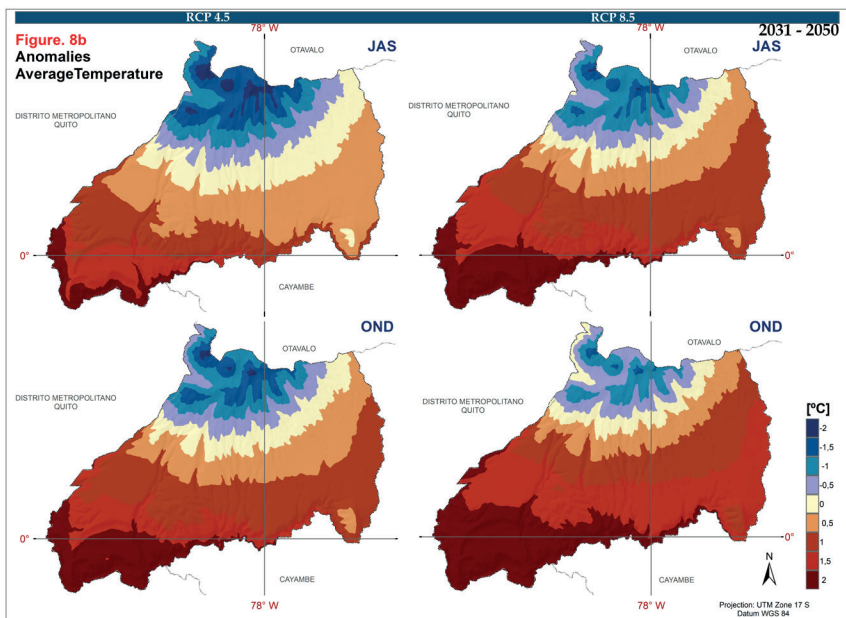 RCP 4.5
RCP 8.5
78° W
2031 - 2050
Figure. 8b
Anomalies
AverageTemperature
JAS
OTAVALO
DISTRITO METROPOLITANO
QUITO
0°
CAYAMBE
JAS
OTAVALO
DISTRITO METROPOLITANO
QUITO
0°
CAYAMBE
OND
OTAVALO
DISTRITO METROPOLITANO
QUITO
0°
CAYAMBE
78° W
OND
OTAVALO
DISTRITO METROPOLITANO
QUITO
0°
CAYAMBE
78° W
78° W
[ºC]
-2
-1,5
-1
-0,5
0
0,5
1
1,5
2
N
Projection: UTM Zone 17 S
Datum WGS 84